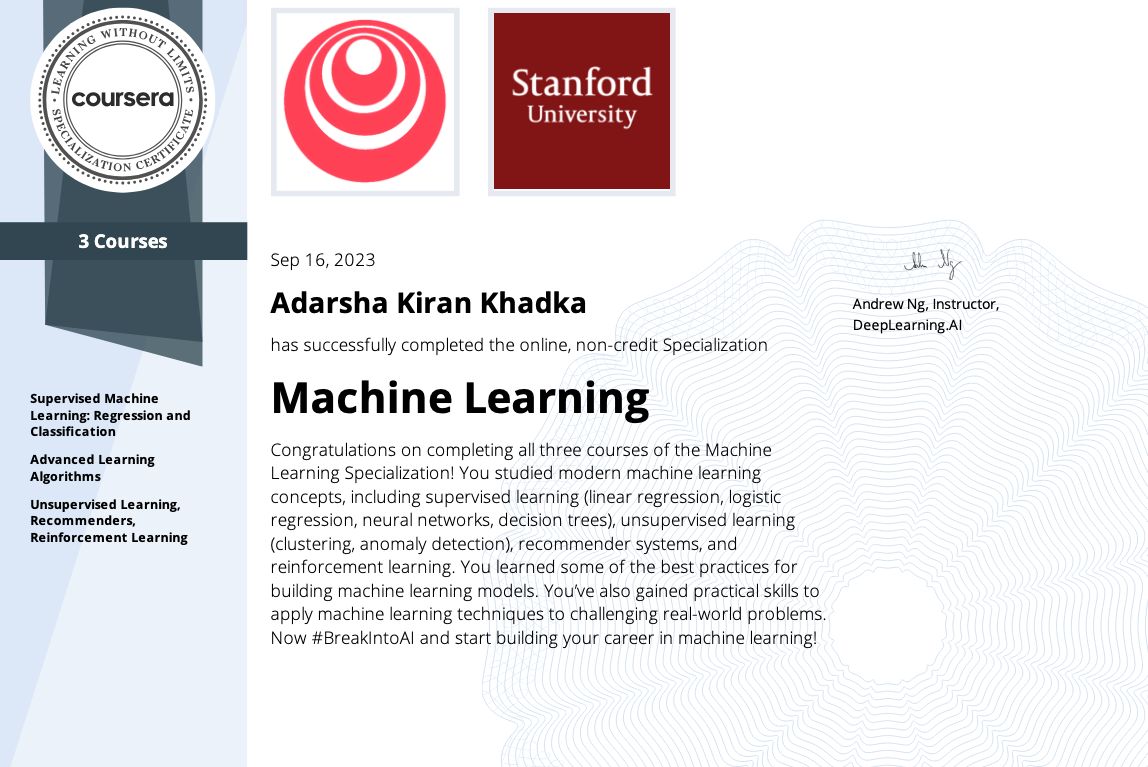 LEARNING WITHOUT LIMITS
coursera
SPECIALIZATION CERTIFICATE
3 Courses
Supervised Machine
Learning: Regression and
Classification
Advanced Learning
Algorithms
Unsupervised Learning,
Recommenders,
Reinforcement Learning
Stanford
University
Sep 16, 2023
Adarsha Kiran Khadka
has successfully completed the online, non-credit Specialization
Machine Learning
Congratulations on completing all three courses of the Machine
Learning Specialization! You studied modern machine learning
concepts, including supervised learning (linear regression, logistic
regression, neural networks, decision trees), unsupervised learning
(clustering, anomaly detection), recommender systems, and
reinforcement learning. You learned some of the best practices for
building machine learning models. You’ve also gained practical skills to
apply machine learning techniques to challenging real-world problems.
Now #BreakIntoAI and start building your career in machine learning!
Andrew Ng, Instructor,
DeepLearning.AI